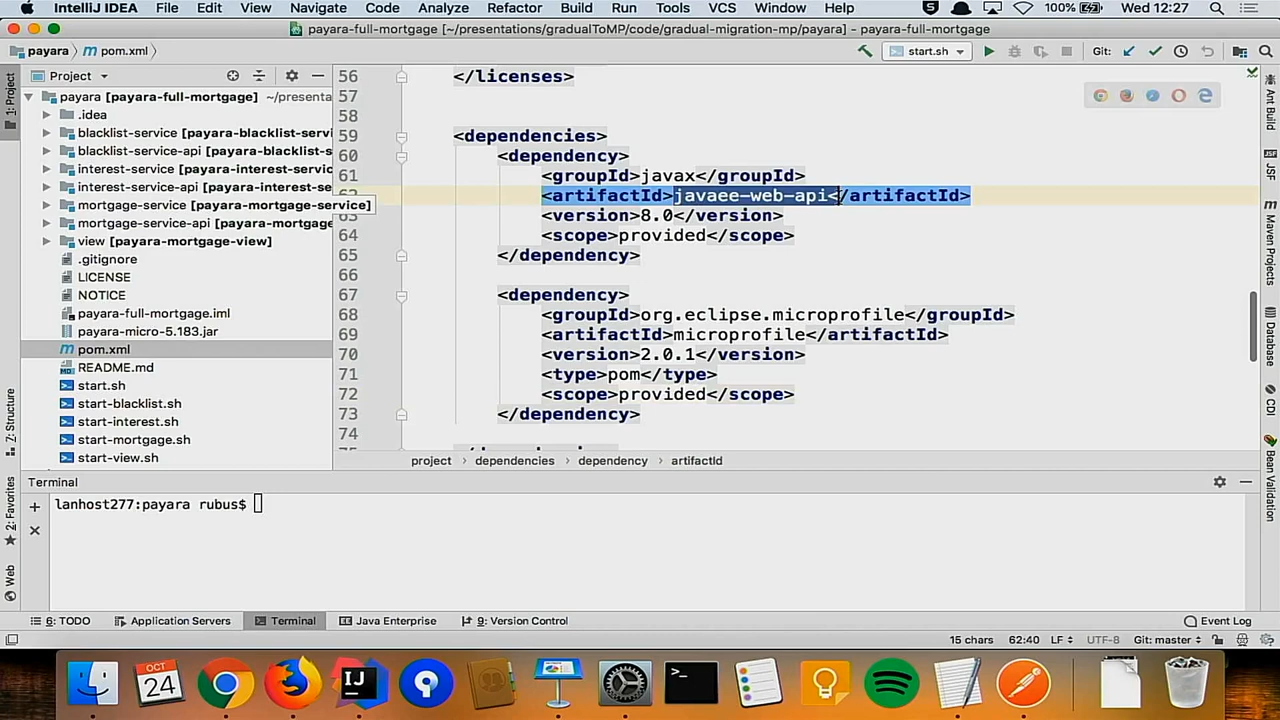 IntelliJ IDEA File Edit View Navigate Code Analyze Refactor Build Run Tools VCS Window Help 100% Wed 12:27
payara-full-mortgage [~/presentations/gradualToMP/code/gradual-migration-mp/payara] - payara-full-mortgage
payara pom.xml start.sh Git:
Project
payara [payara-full-mortgage] ~/presenta
.idea
blacklist-service [payara-blacklist-servi
blacklist-service-api [payara-blacklist-s
interest-service [payara-interest-servic
interest-service-api [payara-interest-se
mortgage-service [payara-mortgage-service]
mortgage-service-api [payara-mortgage
view [payara-mortgage-view]
.gitignore
LICENSE
NOTICE
payara-full-mortgage.iml
payara-micro-5.183.jar
pom.xml
README.md
start.sh
start-blacklist.sh
start-interest.sh
start-mortgage.sh
start-view.sh
1: Project
7: Structure
2: Favorites
Web
56 </licenses>
57
58
59 <dependencies>
60 <dependency>
61 <groupId>javax</groupId>
62 <artifactId>javaee-web-api</artifactId>
63 <version>8.0</version>
64 <scope>provided</scope>
65 </dependency>
66
67 <dependency>
68 <groupId>org.eclipse.microprofile</groupId>
69 <artifactId>microprofile</artifactId>
70 <version>2.0.1</version>
71 <type>pom</type>
72 <scope>provided</scope>
73 </dependency>
74
project dependencies dependency artifactId
Ant Build
JSF
Maven Projects
Database
CDI
Bean Validation
Terminal
lanhost277:payara rubus$
6: TODO Application Servers Terminal Java Enterprise 9: Version Control Event Log
15 chars 62:40 LF UTF-8 Git: master
OCT
24
IJ